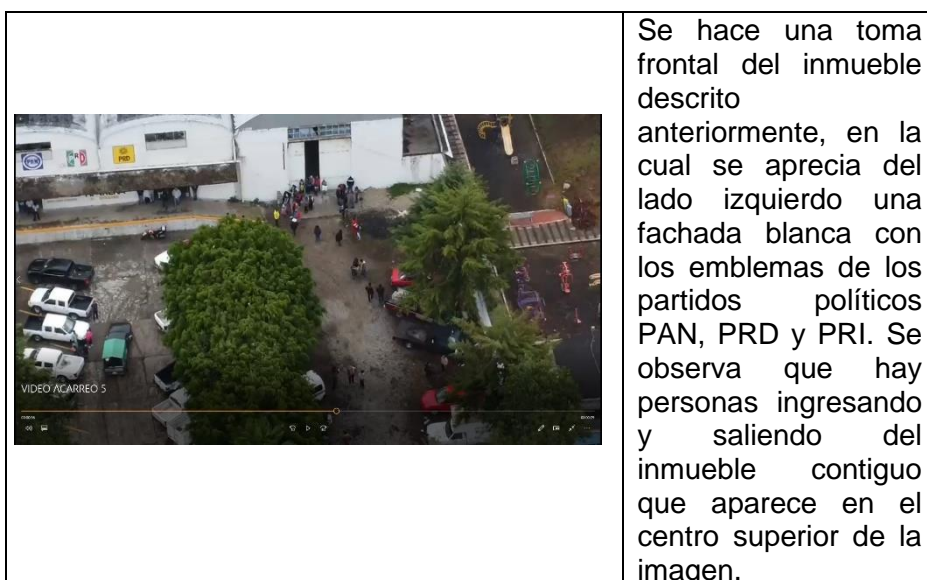 PAN
PRD
VIDEO ACARREO 5
Se hace una toma
frontal del inmueble
descrito
anteriormente, en la
cual se aprecia del
lado izquierdo una
fachada blanca con
los emblemas de los
partidos políticos
PAN, PRD y PRI. Se
observa que hay
personas ingresando
y saliendo del
inmueble contiguo
que aparece en el
centro superior de la
imagen.